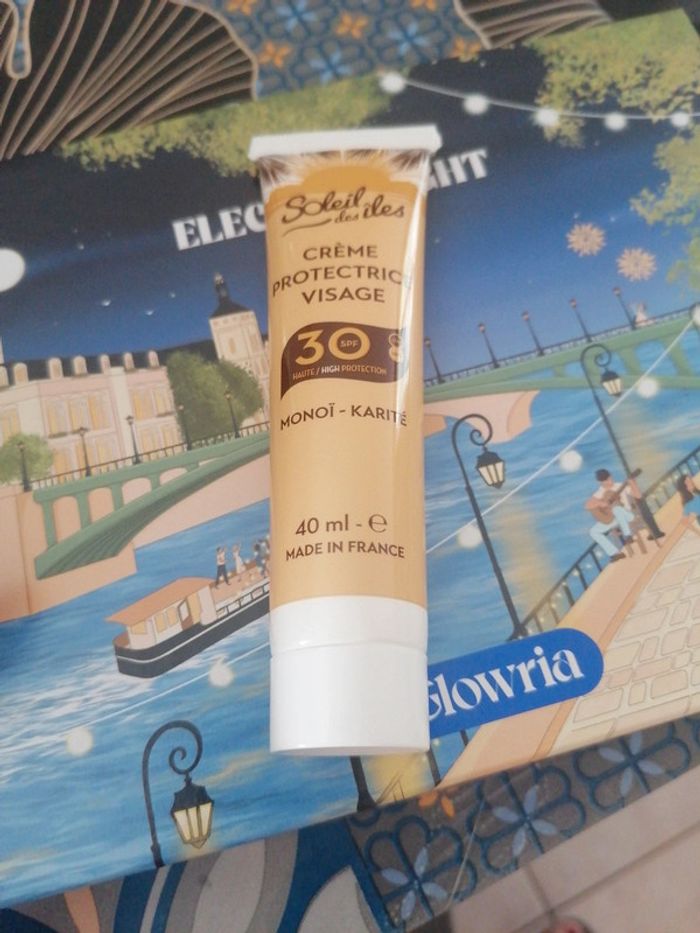 Soleil
des îles
CRÈME
PROTECTRICE
VISAGE
30 SPF
HAUTE / HIGH PROTECTION
MONOÏ - KARITÉ
40 ml - ℮
MADE IN FRANCE
Glowria